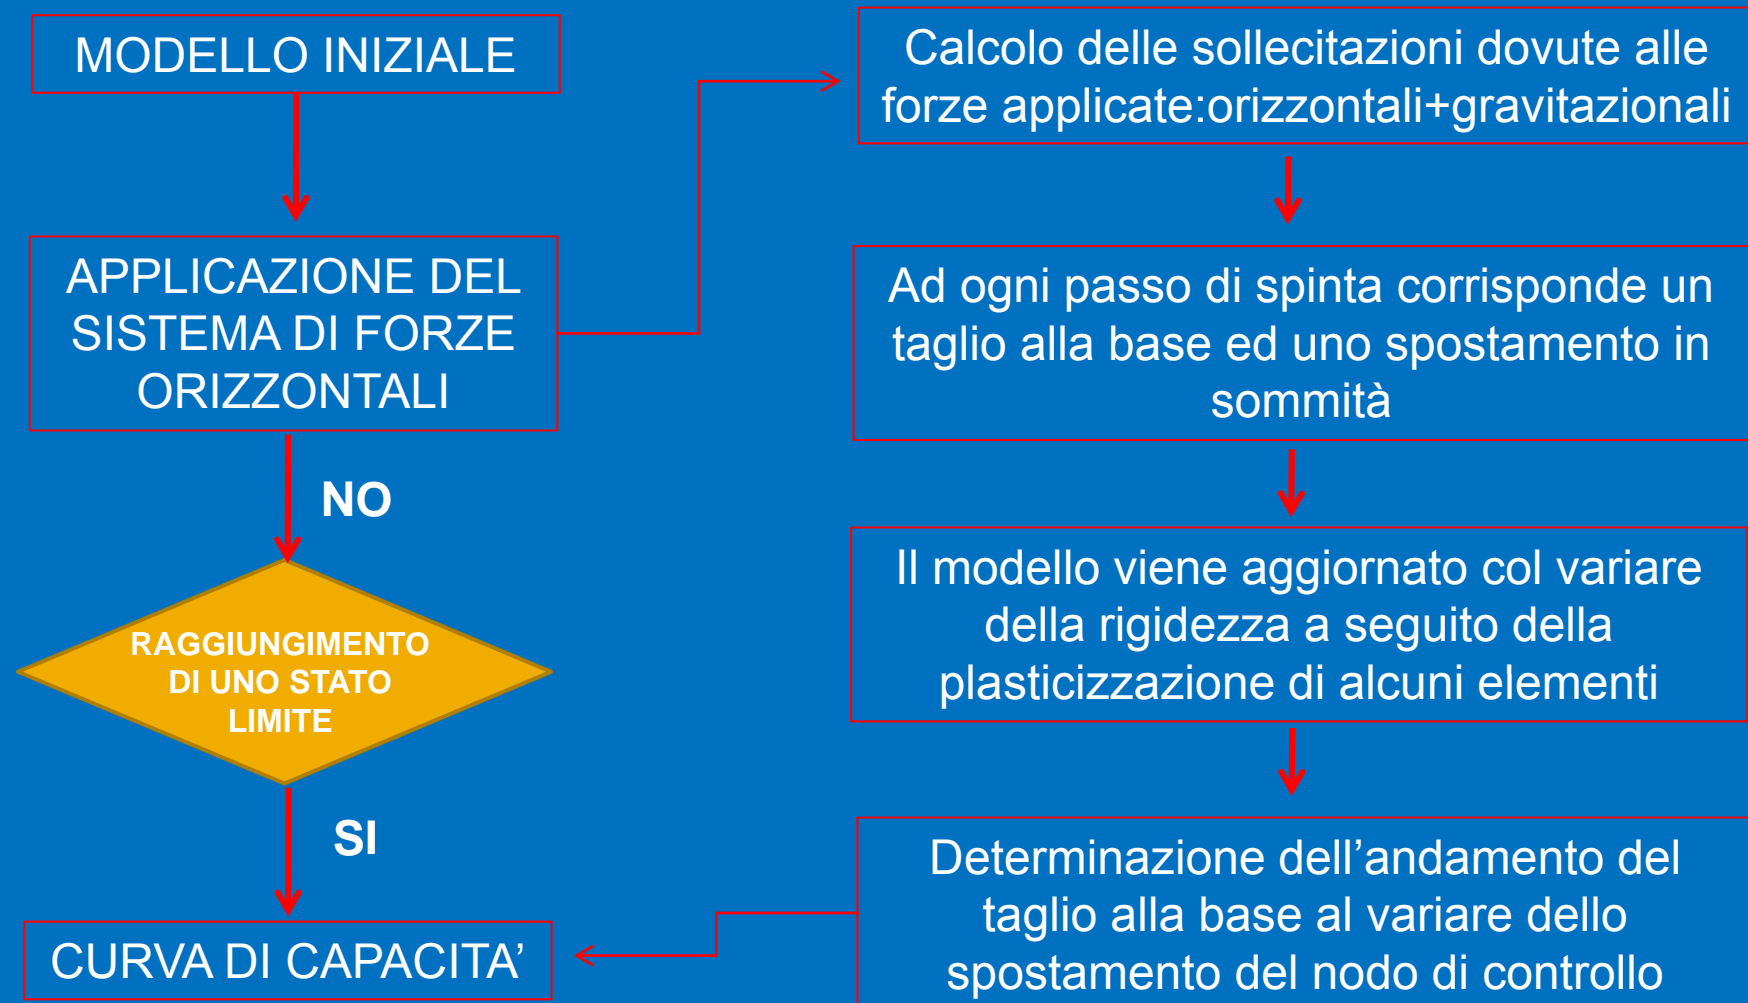 MODELLO INIZIALE
APPLICAZIONE DEL
SISTEMA DI FORZE
ORIZZONTALI
NO
RAGGIUNGIMENTO
DI UNO STATO
LIMITE
SI
CURVA DI CAPACITA’
Calcolo delle sollecitazioni dovute alle
forze applicate:orizzontali+gravitazionali
Ad ogni passo di spinta corrisponde un
taglio alla base ed uno spostamento in
sommità
Il modello viene aggiornato col variare
della rigidezza a seguito della
plasticizzazione di alcuni elementi
Determinazione dell’andamento del
taglio alla base al variare dello
spostamento del nodo di controllo